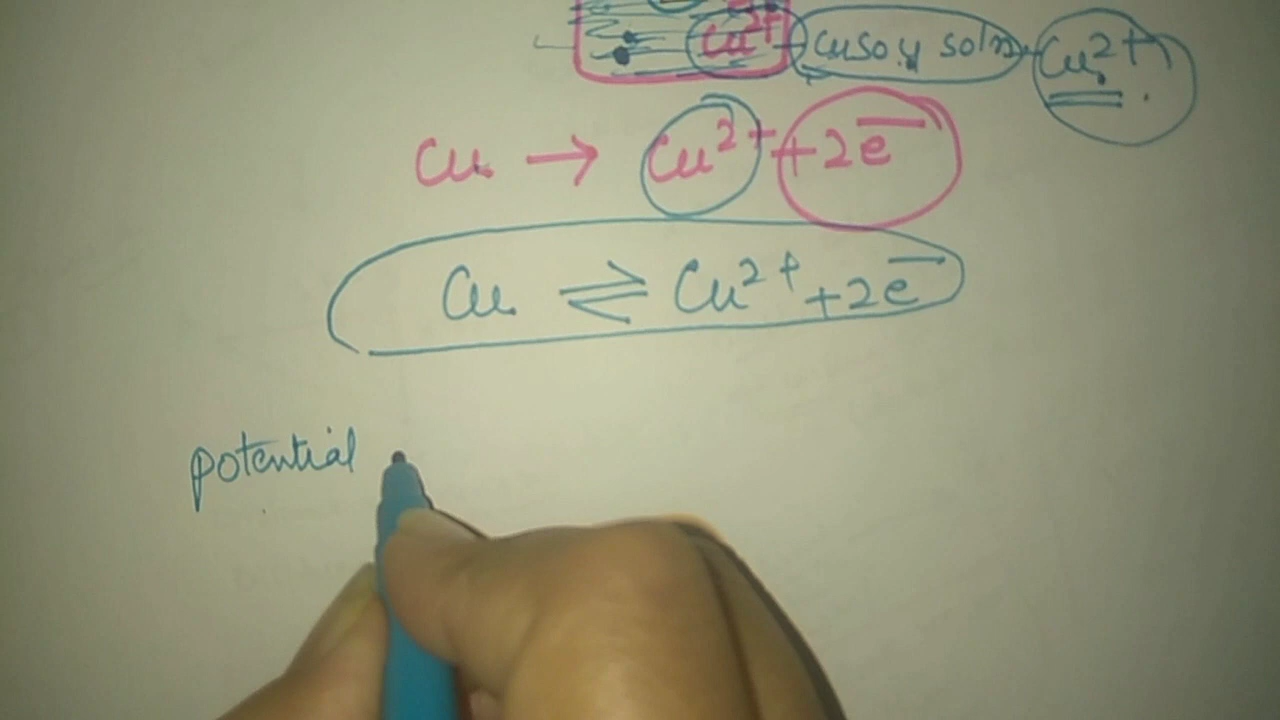 Cu²⁺ CuSO4 soln Cu²⁺
Cu → Cu²⁺ + 2e⁻
Cu ⇌ Cu²⁺ + 2e⁻
potential